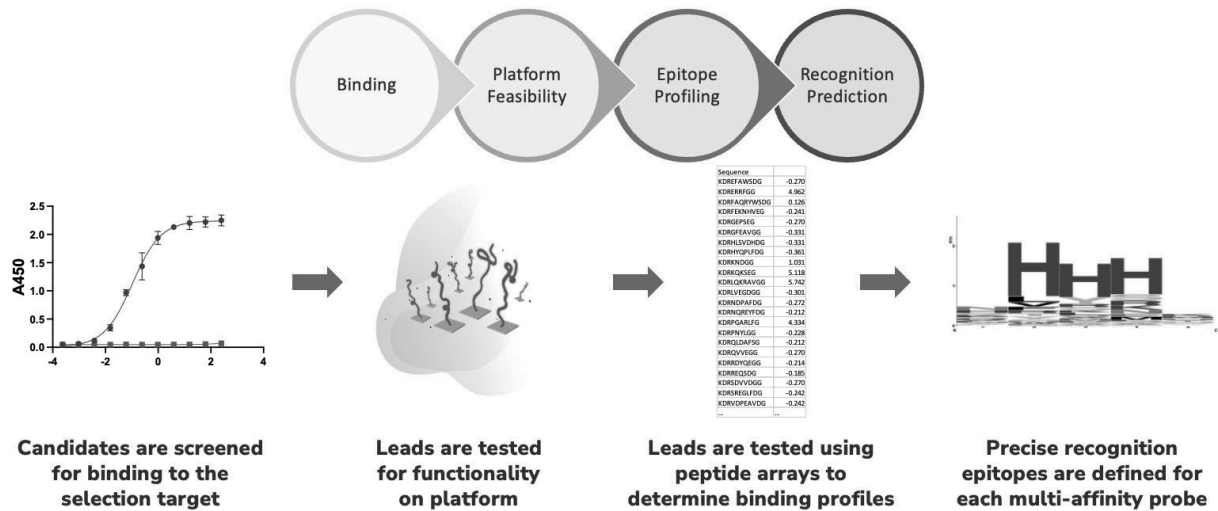 Binding
Platform
Feasibility
Epitope
Profiling
Recognition
Prediction
A450
2.5
2.0
1.5
1.0
0.5
0.0
-4
-2
0
2
4
Sequence
KDREFAWSDG -0.270
KDRERRFGG 4.962
KDRFAQRYWSDG 0.126
KDRFEKNHVEG -0.241
KDRGEPSEG -0.270
KDRGFEAVGG -0.331
KDRHLSVDHDG -0.331
KDRHYQPLFDG -0.361
KDRKNDGG 1.031
KDRKQKSEG 5.118
KDRLQKRAVGG 5.742
KDRLVEGDGG -0.301
KDRNDPAFDG -0.272
KDRNQREYFDG -0.212
KDRPGARLFG 4.334
KDRPNYLGG -0.228
KDRQLDAFSG -0.212
KDRQVVEGG -0.270
KDRRDYQEGG -0.214
KDRREQSDG -0.185
KDRSDVVDGG -0.270
KDRSREGLFDG -0.242
KDRVDPEAVDG -0.242
... ...
HHH
Candidates are screened
for binding to the
selection target
Leads are tested
for functionality
on platform
Leads are tested using
peptide arrays to
determine binding profiles
Precise recognition
epitopes are defined for
each multi-affinity probe